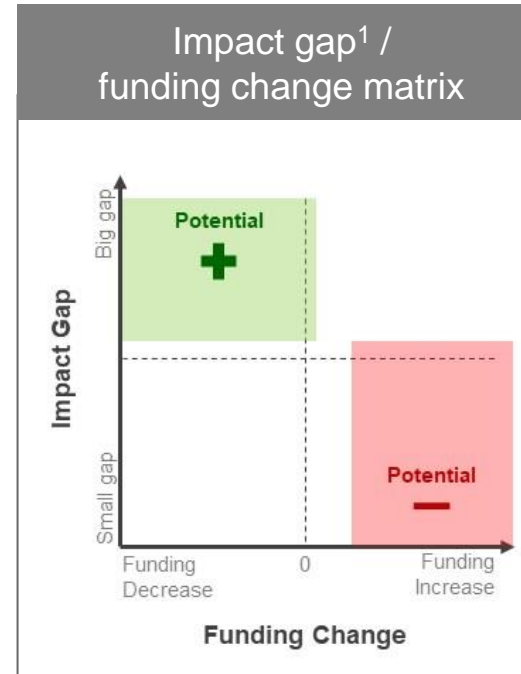 Impact gap¹ /
funding change matrix
Big gap
Potential
+
Impact Gap
Small gap
Potential
−
Funding
Decrease
0
Funding
Increase
Funding Change